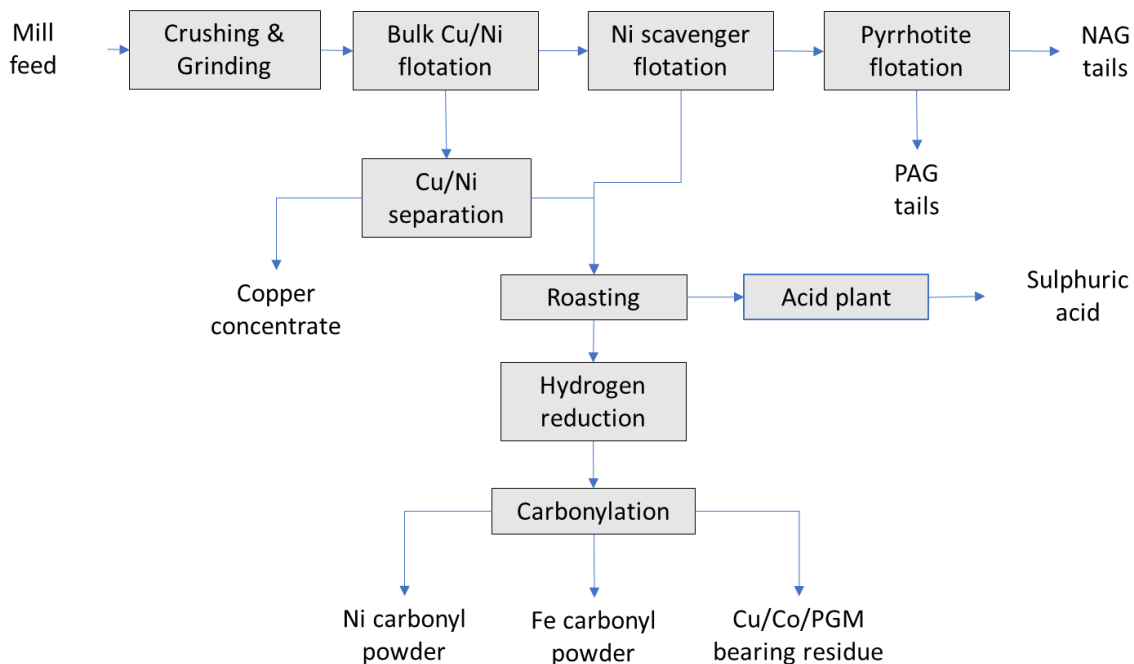 Mill
feed
Crushing &
Grinding
Bulk Cu/Ni
flotation
Ni scavenger
flotation
Pyrrhotite
flotation
NAG
tails
Cu/Ni
separation
PAG
tails
Copper
concentrate
Roasting
Acid plant
Sulphuric
acid
Hydrogen
reduction
Carbonylation
Ni carbonyl
powder
Fe carbonyl
powder
Cu/Co/PGM
bearing residue